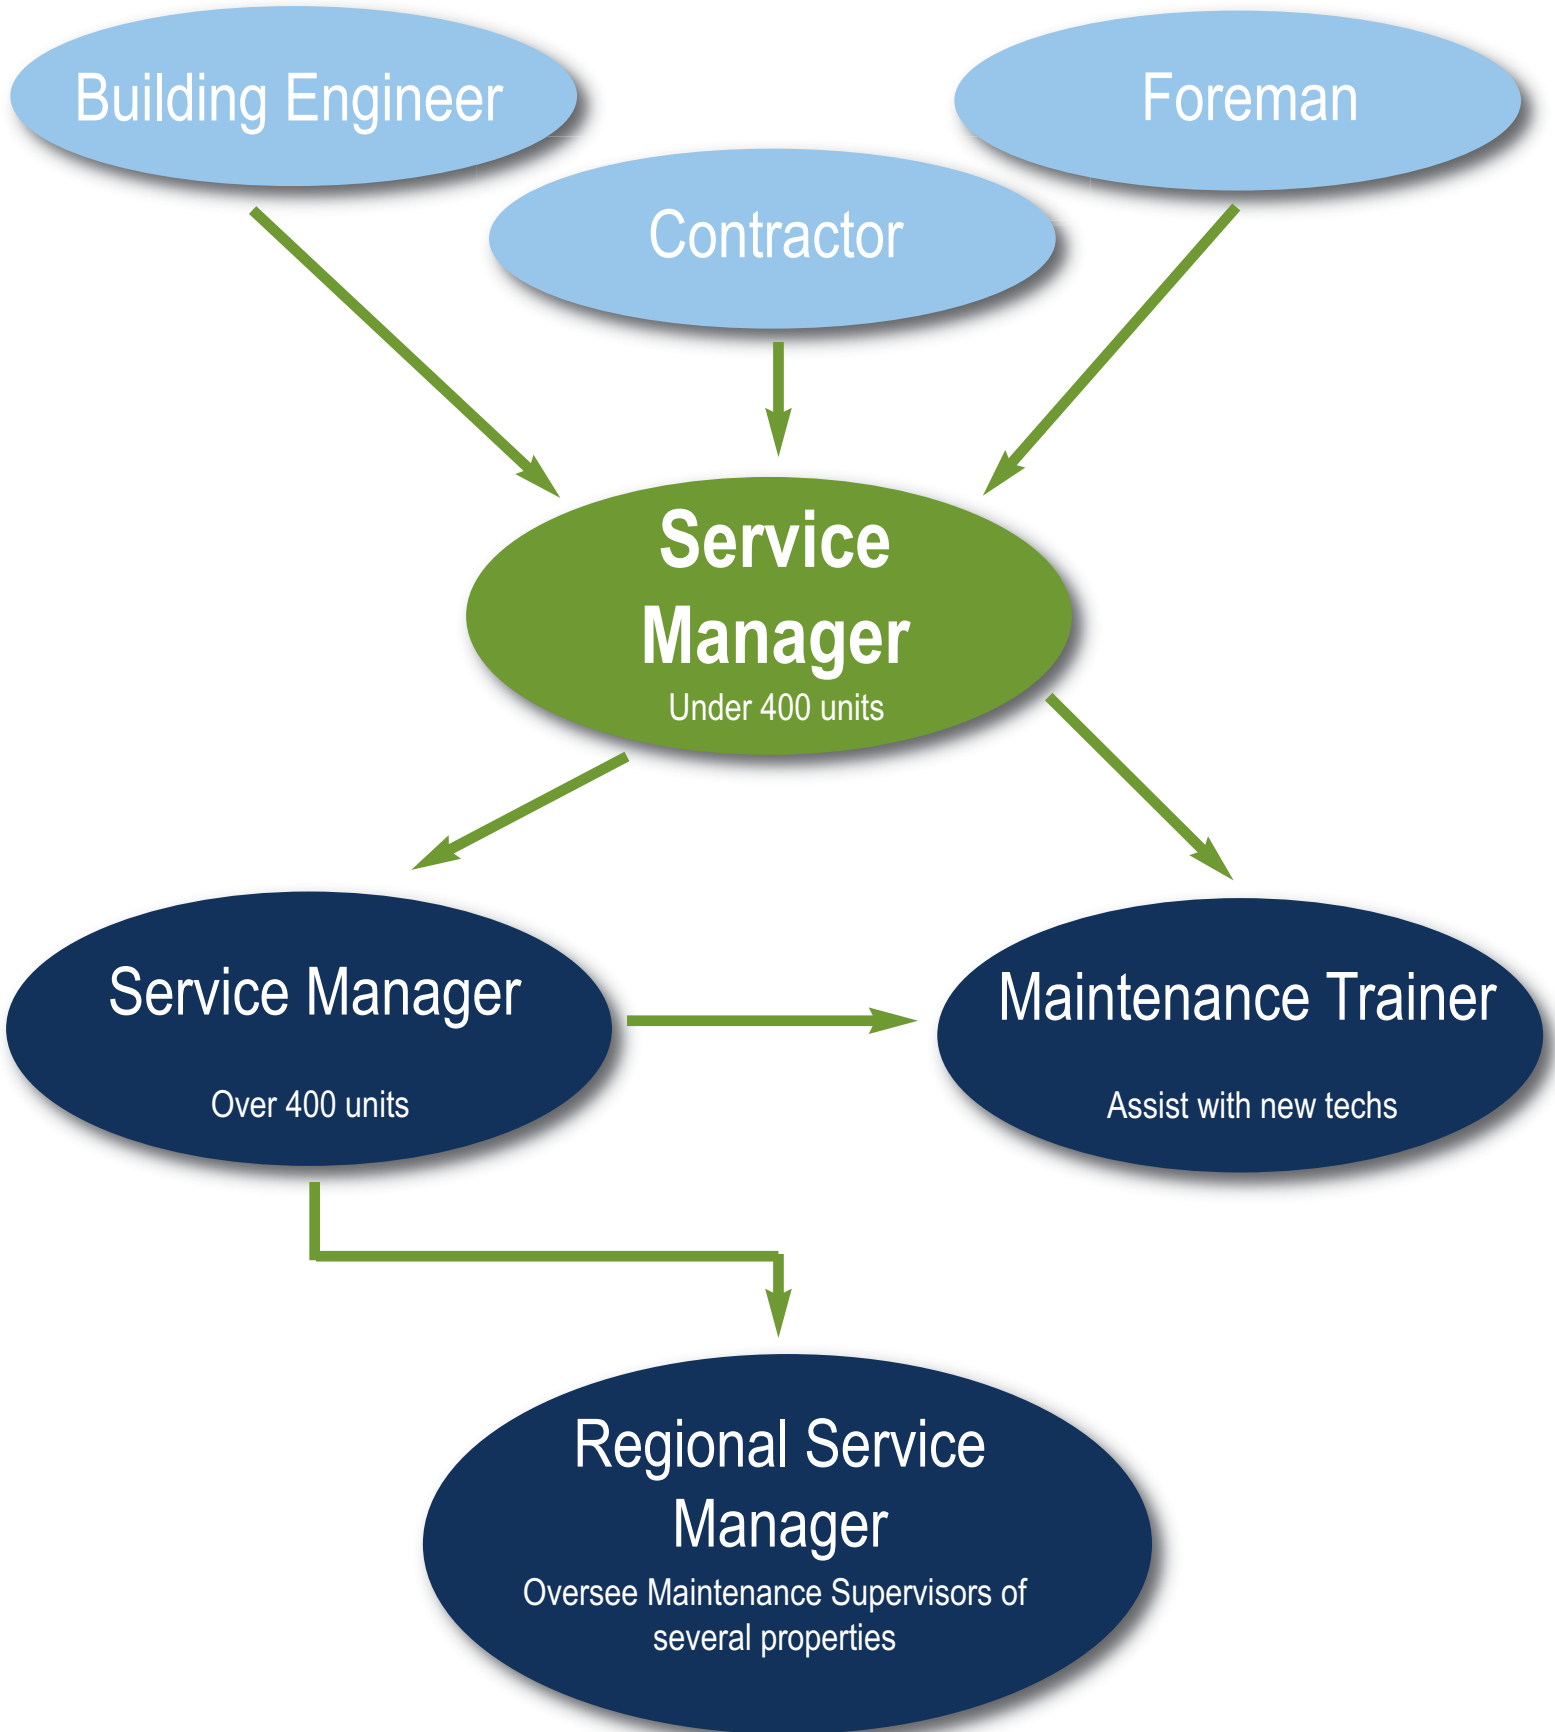 Building Engineer
Foreman
Contractor
Service
Manager
Under 400 units
Service Manager
Over 400 units
Maintenance Trainer
Assist with new techs
Regional Service
Manager
Oversee Maintenance Supervisors of
several properties